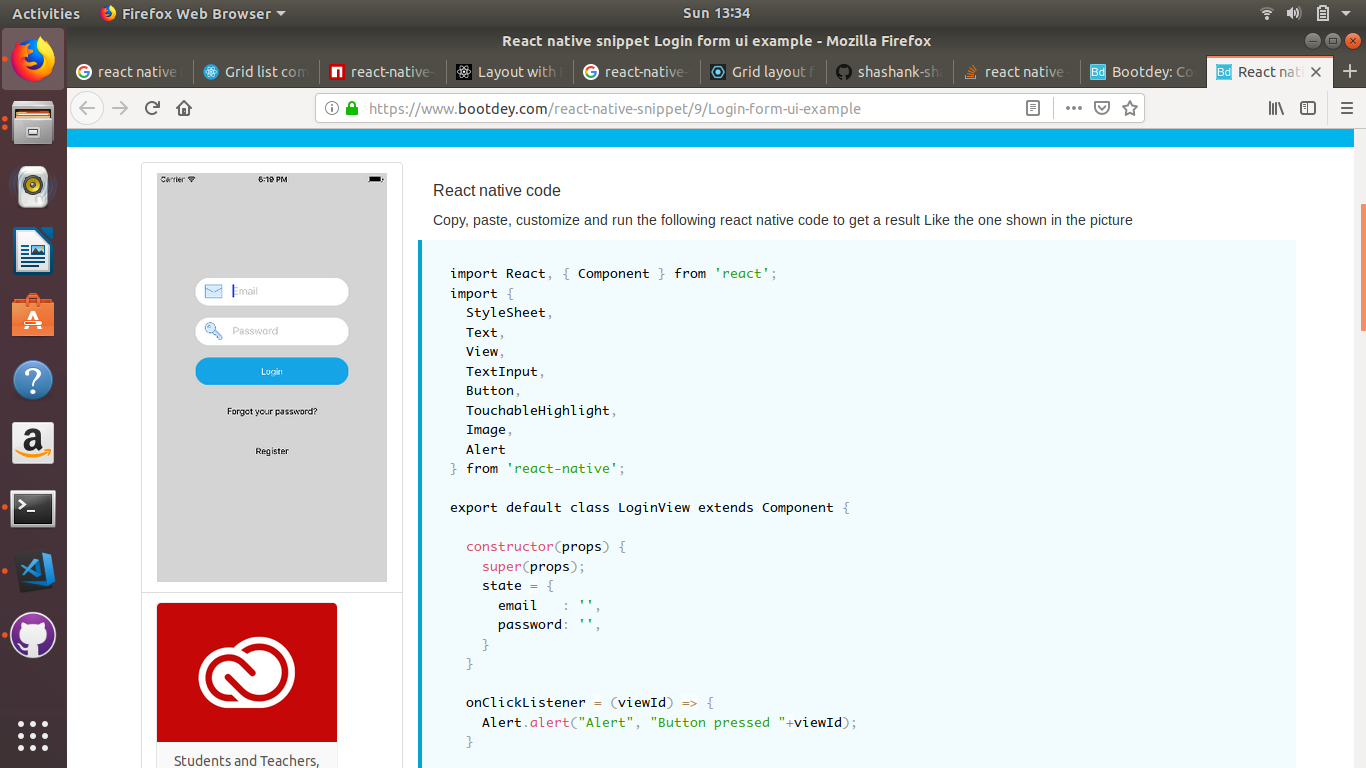 Activities Firefox Web Browser Sun 13:34
React native snippet Login form ui example - Mozilla Firefox
react native Grid list com react-native- Layout with react-native- Grid layout f shashank-sha react native Bootdey: Co React nati
https://www.bootdey.com/react-native-snippet/9/Login-form-ui-example
Carrier 6:19 PM
Email
Password
Login
Forgot your password?
Register
Students and Teachers,
React native code
Copy, paste, customize and run the following react native code to get a result Like the one shown in the picture
import React, { Component } from 'react';
import {
StyleSheet,
Text,
View,
TextInput,
Button,
TouchableHighlight,
Image,
Alert
} from 'react-native';
export default class LoginView extends Component {
constructor(props) {
super(props);
state = {
email   : '',
password: '',
}
}
onClickListener = (viewId) => {
Alert.alert("Alert", "Button pressed "+viewId);
}